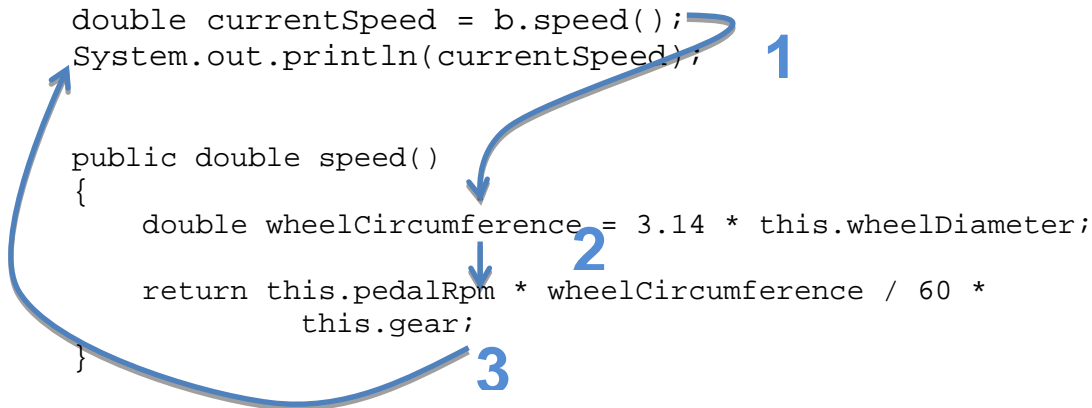 double currentSpeed = b.speed();
System.out.println(currentSpeed);
1
public double speed()
{
double wheelCircumference = 3.14 * this.wheelDiameter;
2
return this.pedalRpm * wheelCircumference / 60 *
this.gear;
}
3